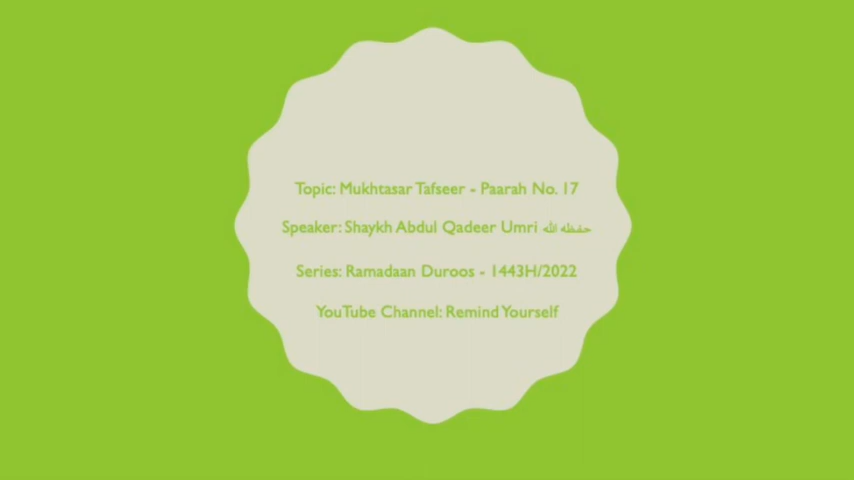 Topic: Mukhtasar Tafseer - Paarah No. 17
Speaker: Shaykh Abdul Qadeer Umri حفظه الله
Series: Ramadaan Duroos - 1443H/2022
YouTube Channel: Remind Yourself